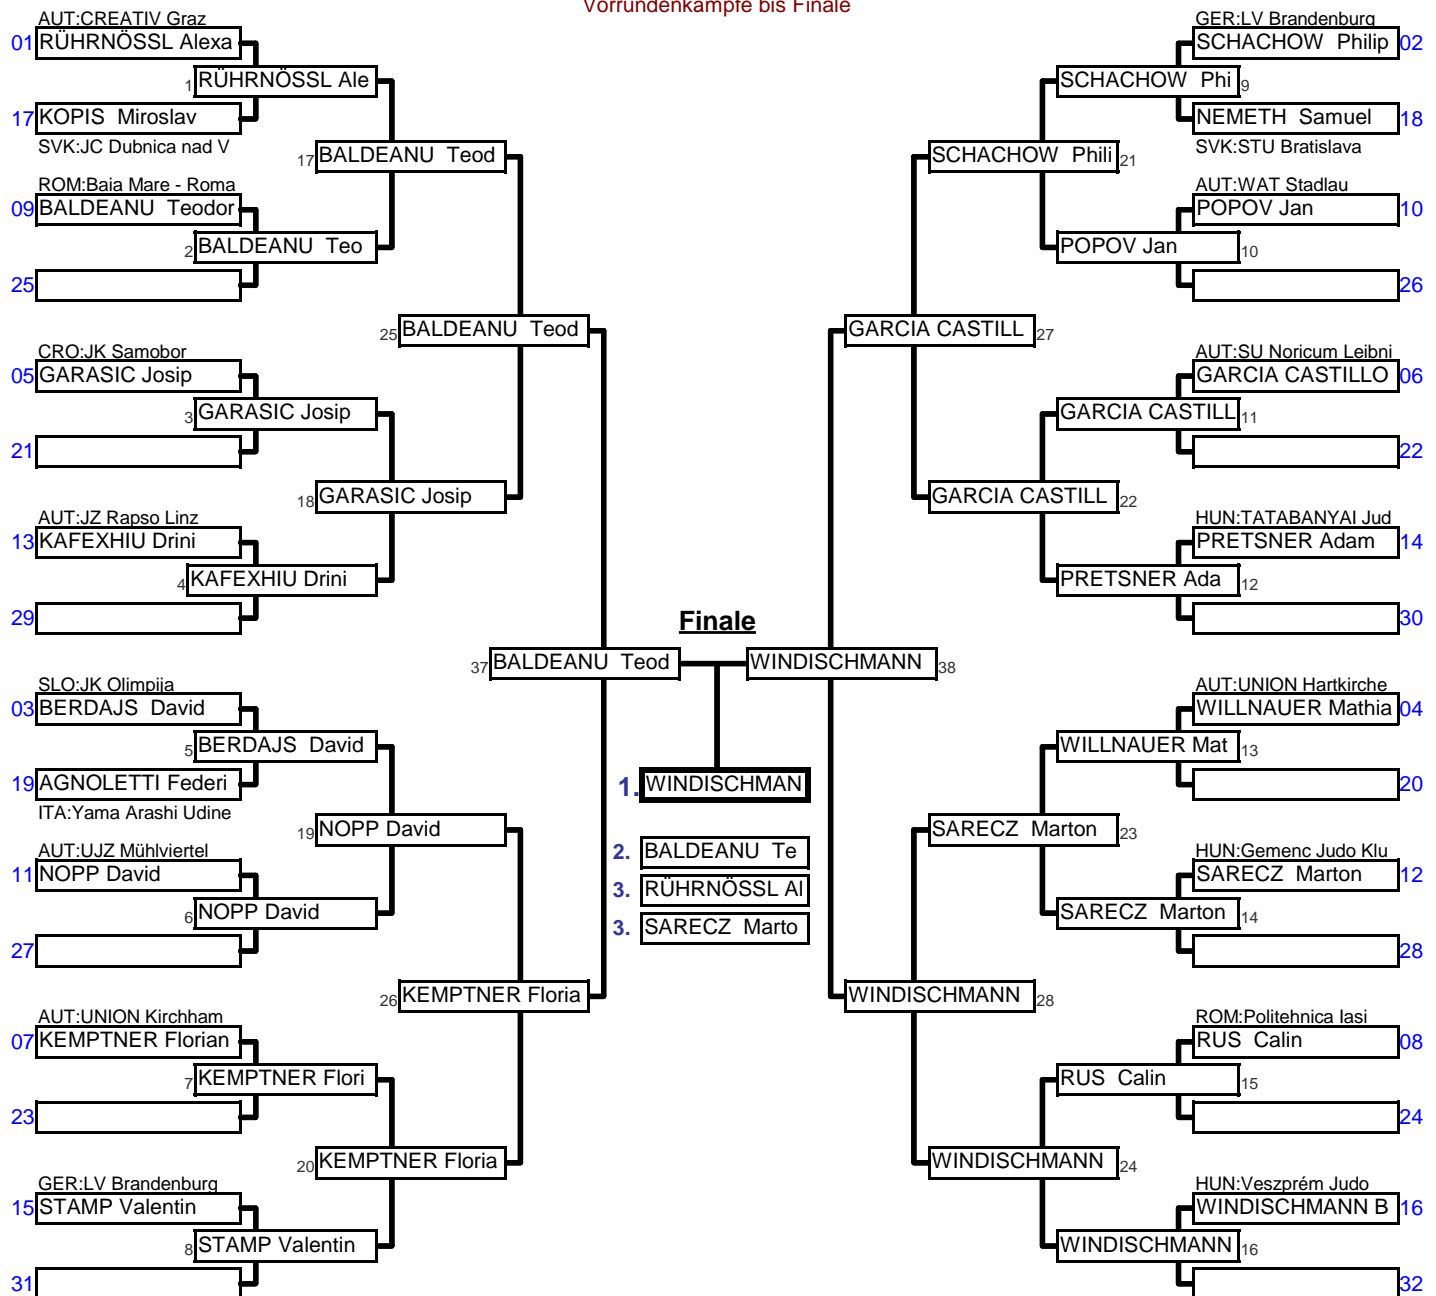 Vorrundenkämpfe bis Finale
AUT:CREATIV Graz
01 RÜHRNÖSSL Alexa
1 RÜHRNÖSSL Ale
17 KOPIS Miroslav
SVK:JC Dubnica nad V
17 BALDEANU Teod
ROM:Baia Mare - Roma
09 BALDEANU Teodor
2 BALDEANU Teo
25
25 BALDEANU Teod
CRO:JK Samobor
05 GARASIC Josip
3 GARASIC Josip
21
18 GARASIC Josip
AUT:JZ Rapso Linz
13 KAFEXHIU Drini
4 KAFEXHIU Drini
29
37 BALDEANU Teod
SLO:JK Olimpija
03 BERDAJS David
5 BERDAJS David
19 AGNOLETTI Federi
ITA:Yama Arashi Udine
19 NOPP David
AUT:UJZ Mühlviertel
11 NOPP David
6 NOPP David
27
26 KEMPTNER Floria
AUT:UNION Kirchham
07 KEMPTNER Florian
7 KEMPTNER Flori
23
20 KEMPTNER Floria
GER:LV Brandenburg
15 STAMP Valentin
8 STAMP Valentin
31
Finale
1. WINDISCHMAN
2. BALDEANU Te
3. RÜHRNÖSSL Al
3. SARECZ Marto
GER:LV Brandenburg
SCHACHOW Philip 02
SCHACHOW Phi 9
NEMETH Samuel 18
SVK:STU Bratislava
SCHACHOW Phili 21
AUT:WAT Stadlau
POPOV Jan 10
POPOV Jan 10
26
GARCIA CASTILL 27
AUT:SU Noricum Leibni
GARCIA CASTILLO 06
GARCIA CASTILL 11
22
GARCIA CASTILL 22
HUN:TATABANYAI Jud
PRETSNER Adam 14
PRETSNER Ada 12
30
WINDISCHMANN 38
AUT:UNION Hartkirche
WILLNAUER Mathia 04
WILLNAUER Mat 13
20
SARECZ Marton 23
HUN:Gemenc Judo Klu
SARECZ Marton 12
SARECZ Marton 14
28
WINDISCHMANN 28
ROM:Politehnica Iasi
RUS Calin 08
RUS Calin 15
24
WINDISCHMANN 24
HUN:Veszprém Judo
WINDISCHMANN B 16
WINDISCHMANN 16
32